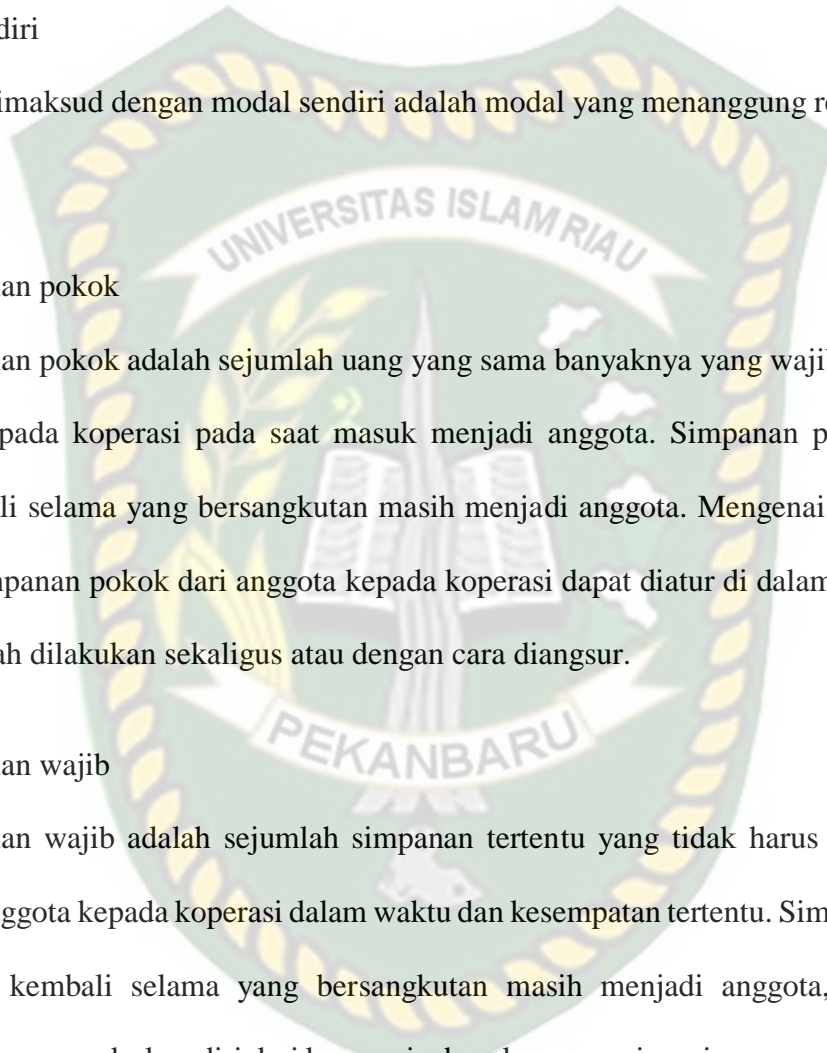 diri
imaksud dengan modal sendiri adalah modal yang menanggung r
UNIVERSITAS ISLAM RIAU
an pokok
an pokok adalah sejumlah uang yang sama banyaknya yang waji
pada koperasi pada saat masuk menjadi anggota. Simpanan p
li selama yang bersangkutan masih menjadi anggota. Mengenai
npanan pokok dari anggota kepada koperasi dapat diatur di dalam
ah dilakukan sekaligus atau dengan cara diangsur.
PEKANBARU
an wajib
an wajib adalah sejumlah simpanan tertentu yang tidak harus
ggota kepada koperasi dalam waktu dan kesempatan tertentu. Sim
kembali selama yang bersangkutan masih menjadi anggota,